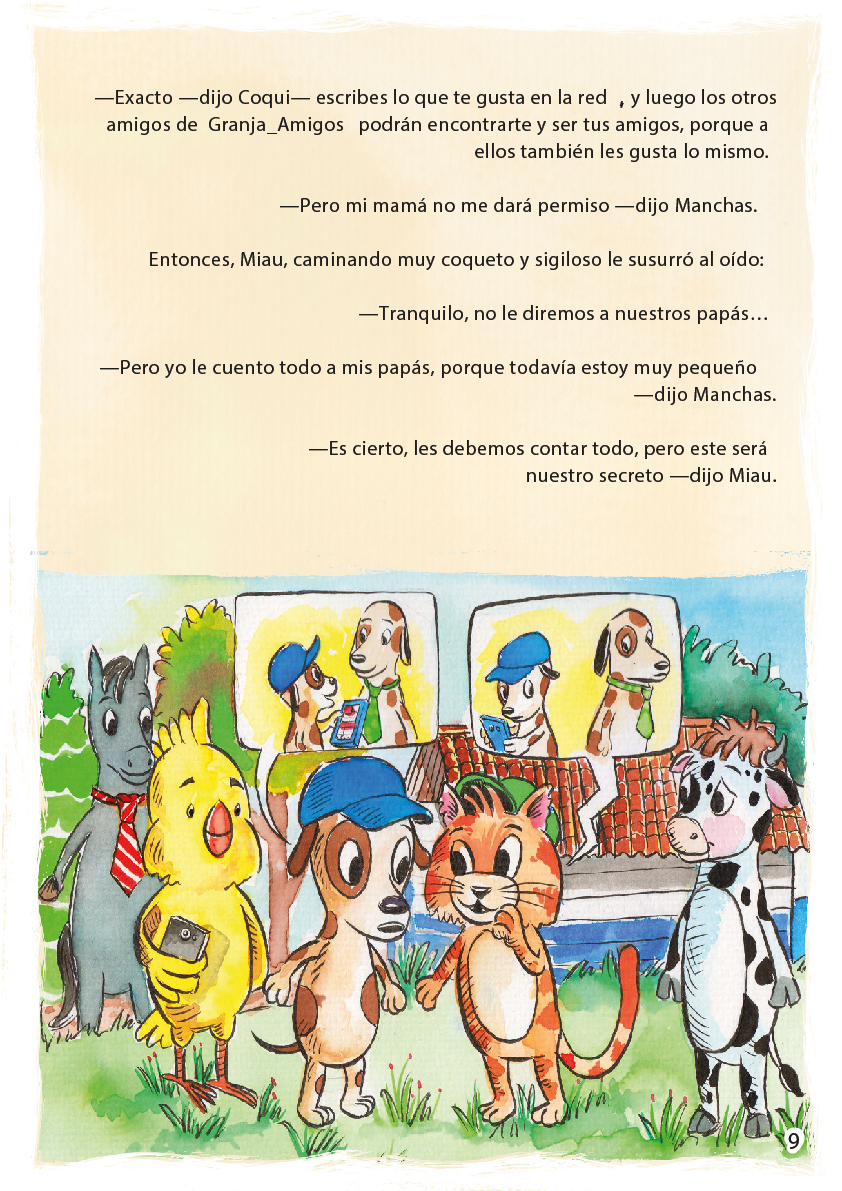 —Exacto —dijo Coqui— escribes lo que te gusta en la red , y luego los otros
amigos de Granja_Amigos podrán encontrarte y ser tus amigos, porque a
ellos también les gusta lo mismo.
—Pero mi mamá no me dará permiso —dijo Manchas.
Entonces, Miau, caminando muy coqueto y sigiloso le susurró al oído:
—Tranquilo, no le diremos a nuestros papás…
—Pero yo le cuento todo a mis papás, porque todavía estoy muy pequeño
—dijo Manchas.
—Es cierto, les debemos contar todo, pero este será
nuestro secreto —dijo Miau.
9